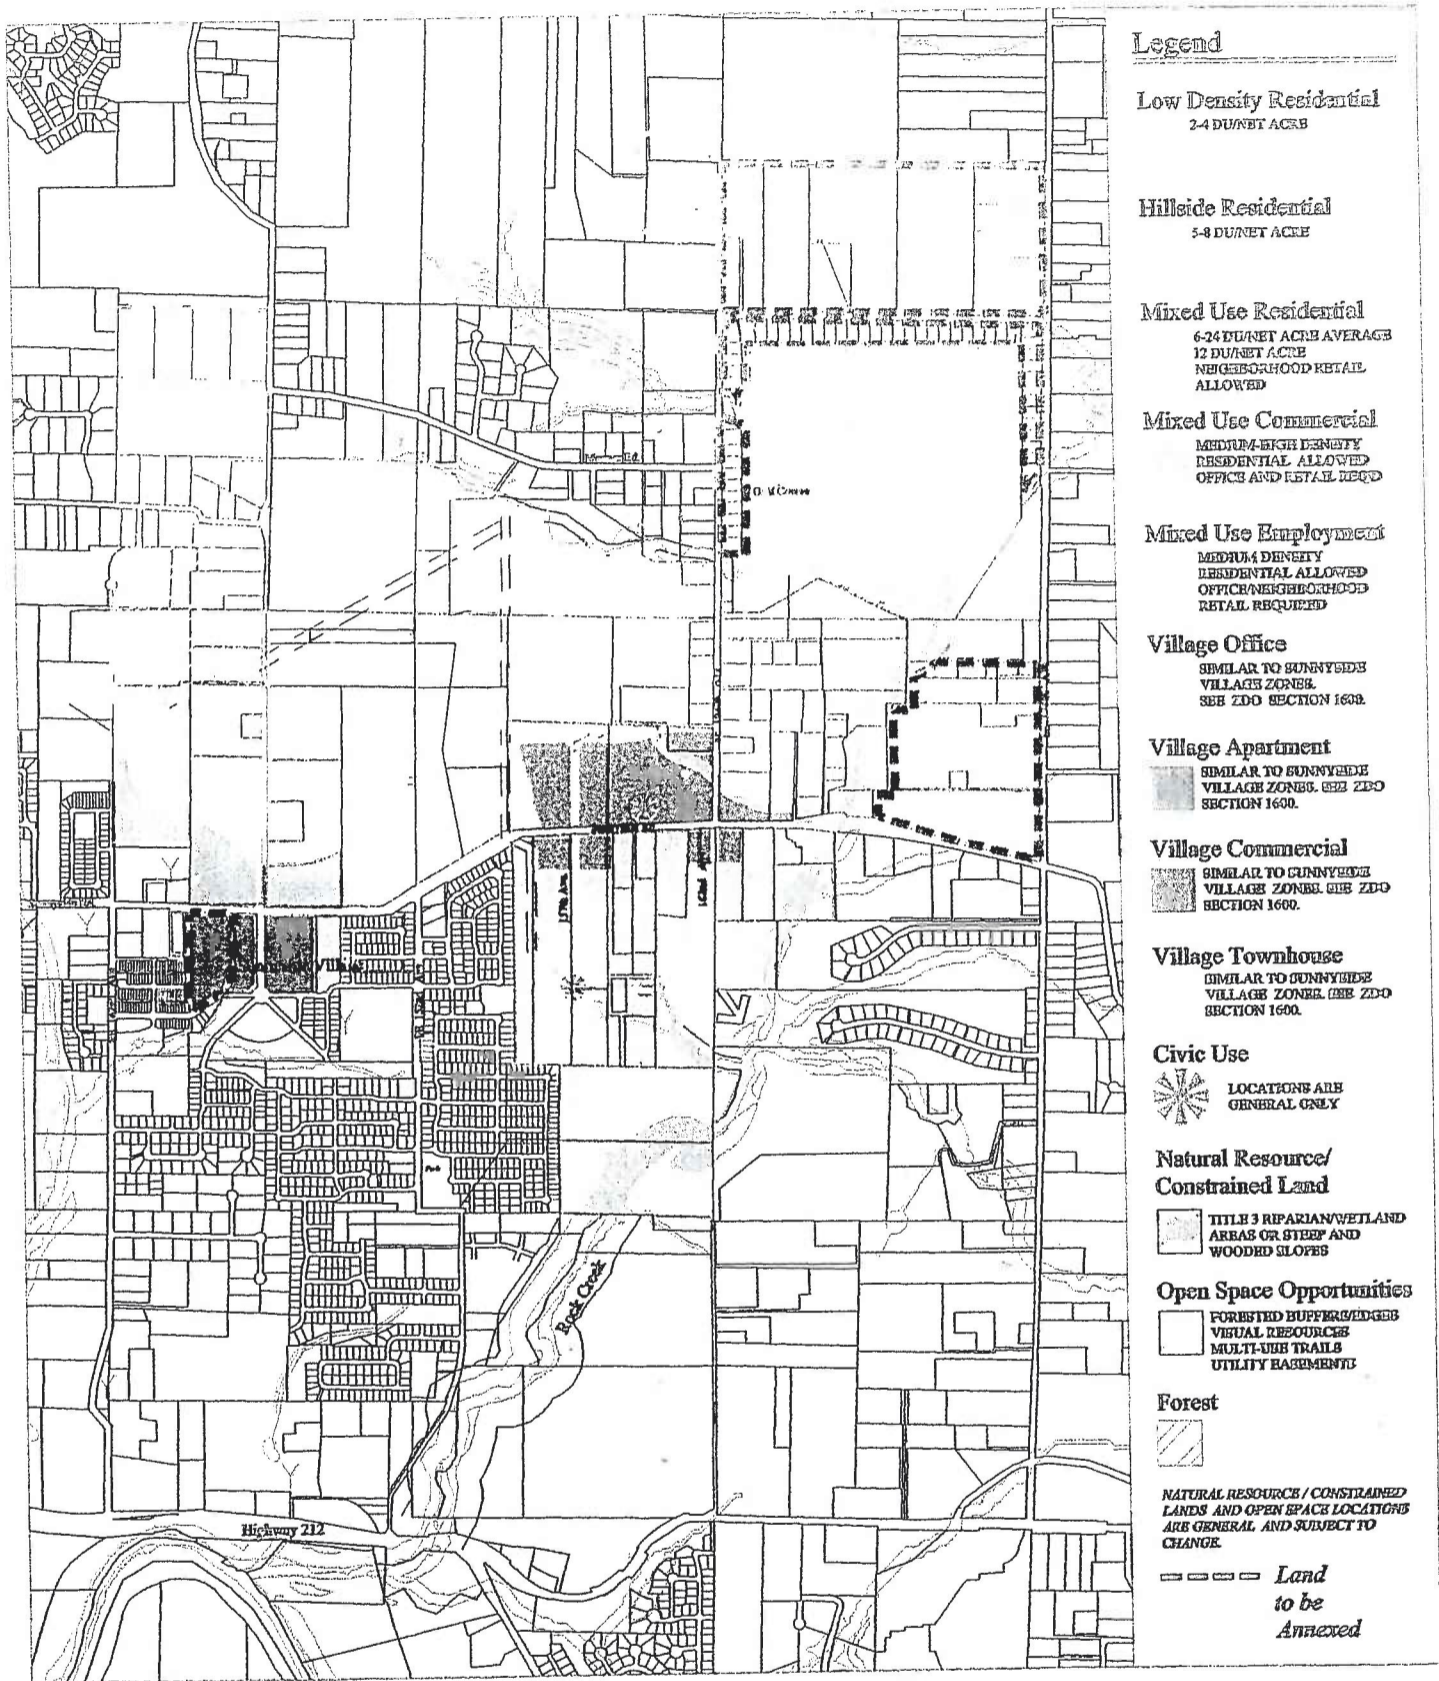 Legend
Low Density Residential
2-4 DU/NET ACRE
Hillside Residential
5-8 DU/NET ACRE
Mixed Use Residential
6-24 DU/NET ACRE AVERAGE
12 DU/NET ACRE
NEIGHBORHOOD RETAIL
ALLOWED
Mixed Use Commercial
MEDIUM-HIGH DENSITY
RESIDENTIAL ALLOWED
OFFICE AND RETAIL REQD
Mixed Use Employment
MEDIUM DENSITY
RESIDENTIAL ALLOWED
OFFICE/NEIGHBORHOOD
RETAIL REQUIRED
Village Office
SIMILAR TO SUNNYSIDE
VILLAGE ZONES.
SEE ZDO SECTION 1600.
Village Apartment
SIMILAR TO SUNNYSIDE
VILLAGE ZONES. SEE ZDO
SECTION 1600.
Village Commercial
SIMILAR TO SUNNYSIDE
VILLAGE ZONES. SEE ZDO
SECTION 1600.
Village Townhouse
SIMILAR TO SUNNYSIDE
VILLAGE ZONES. SEE ZDO
SECTION 1600.
Civic Use
LOCATIONS ARE
GENERAL ONLY
Natural Resource/
Constrained Land
TITLE 3 RIPARIAN/WETLAND
AREAS OR STEEP AND
WOODED SLOPES
Open Space Opportunities
FORESTED BUFFERS/EDGES
VISUAL RESOURCES
MULTI-USE TRAILS
UTILITY EASEMENTS
Forest
NATURAL RESOURCE / CONSTRAINED
LANDS AND OPEN SPACE LOCATIONS
ARE GENERAL AND SUBJECT TO
CHANGE.
Land
to be
Annexed
Park
Rock Creek
Highway 212